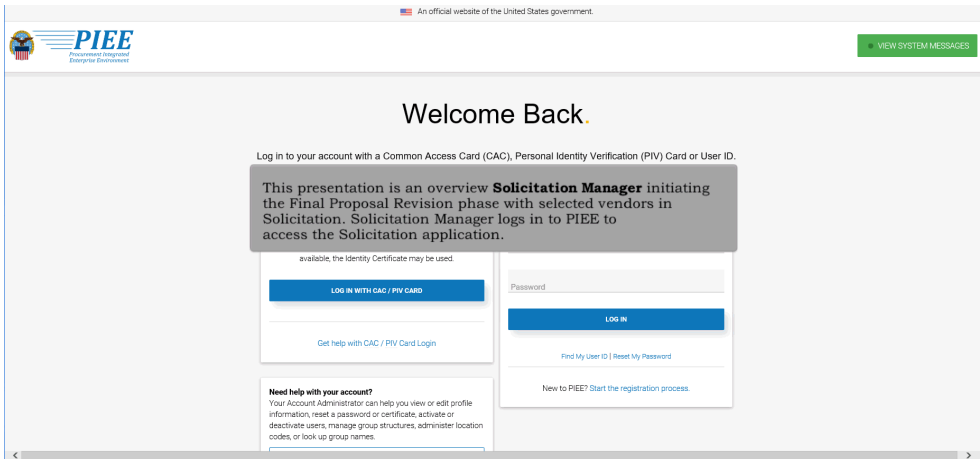 An official website of the United States government.
PIEE
Procurement Integrated
Enterprise Environment
VIEW SYSTEM MESSAGES
Welcome Back.
Log in to your account with a Common Access Card (CAC), Personal Identity Verification (PIV) Card or User ID.
This presentation is an overview Solicitation Manager initiating
the Final Proposal Revision phase with selected vendors in
Solicitation. Solicitation Manager logs in to PIEE to
access the Solicitation application.
available, the Identity Certificate may be used.
LOG IN WITH CAC / PIV CARD
Get help with CAC / PIV Card Login
Password
LOG IN
Find My User ID | Reset My Password
New to PIEE? Start the registration process.
Need help with your account?
Your Account Administrator can help you view or edit profile
information, reset a password or certificate, activate or
deactivate users, manage group structures, administer location
codes, or look up group names.